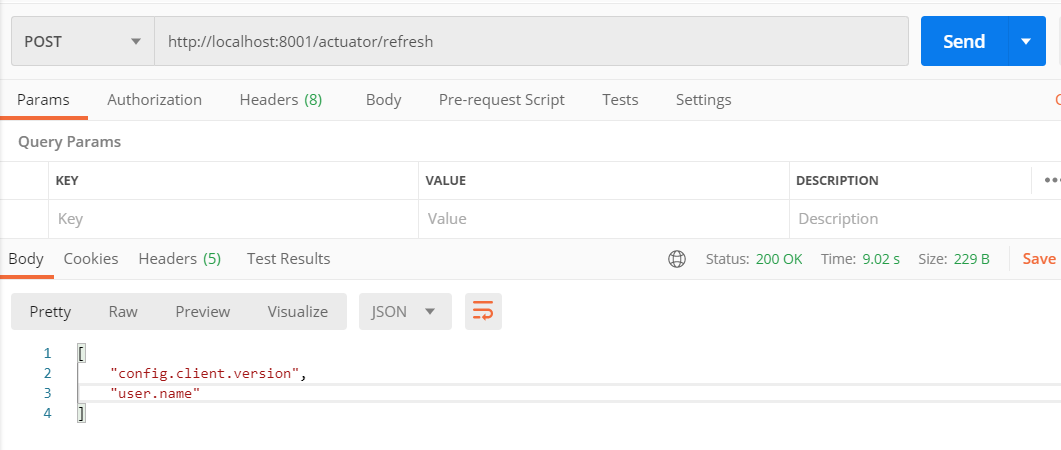 POST http://localhost:8001/actuator/refresh Send
Params Authorization Headers (8) Body Pre-request Script Tests Settings
Query Params
KEY VALUE DESCRIPTION
Key Value Description
Body Cookies Headers (5) Test Results Status: 200 OK Time: 9.02 s Size: 229 B Save
Pretty Raw Preview Visualize JSON
1 [
2 "config.client.version",
3 "user.name"
4 ]